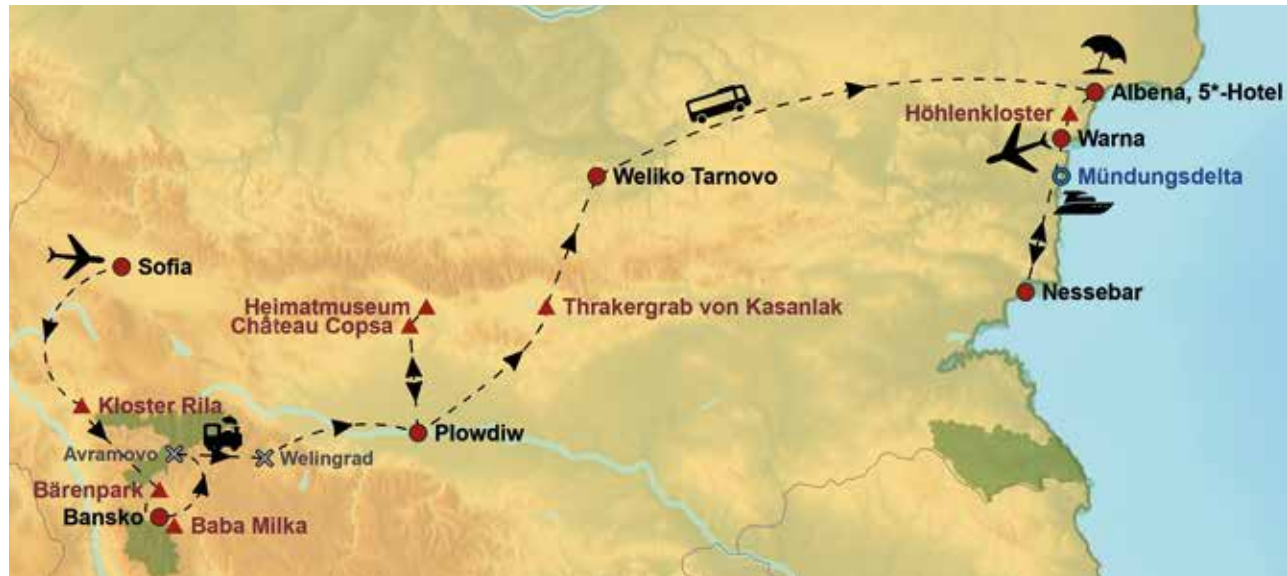 Albena, 5*-Hotel
Höhlenkloster
Warna
Weliko Tarnovo
Mündungsdelta
Sofia
Nessebar
Heimatmuseum
Thrakergrab von Kasanlak
Château Copsa
Kloster Rila
Plowdiw
Avramovo
Welingrad
Bärenpark
Bansko
Baba Milka